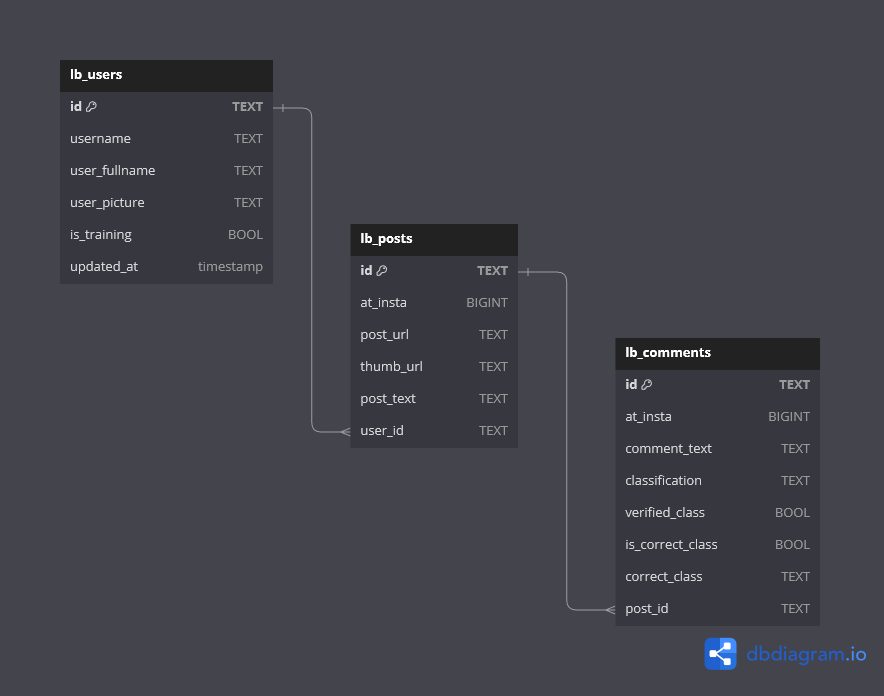 lb_users
id TEXT
username TEXT
user_fullname TEXT
user_picture TEXT
is_training BOOL
updated_at timestamp
lb_posts
id TEXT
at_insta BIGINT
post_url TEXT
thumb_url TEXT
post_text TEXT
user_id TEXT
lb_comments
id TEXT
at_insta BIGINT
comment_text TEXT
classification TEXT
verified_class BOOL
is_correct_class BOOL
correct_class TEXT
post_id TEXT
dbdiagram.io